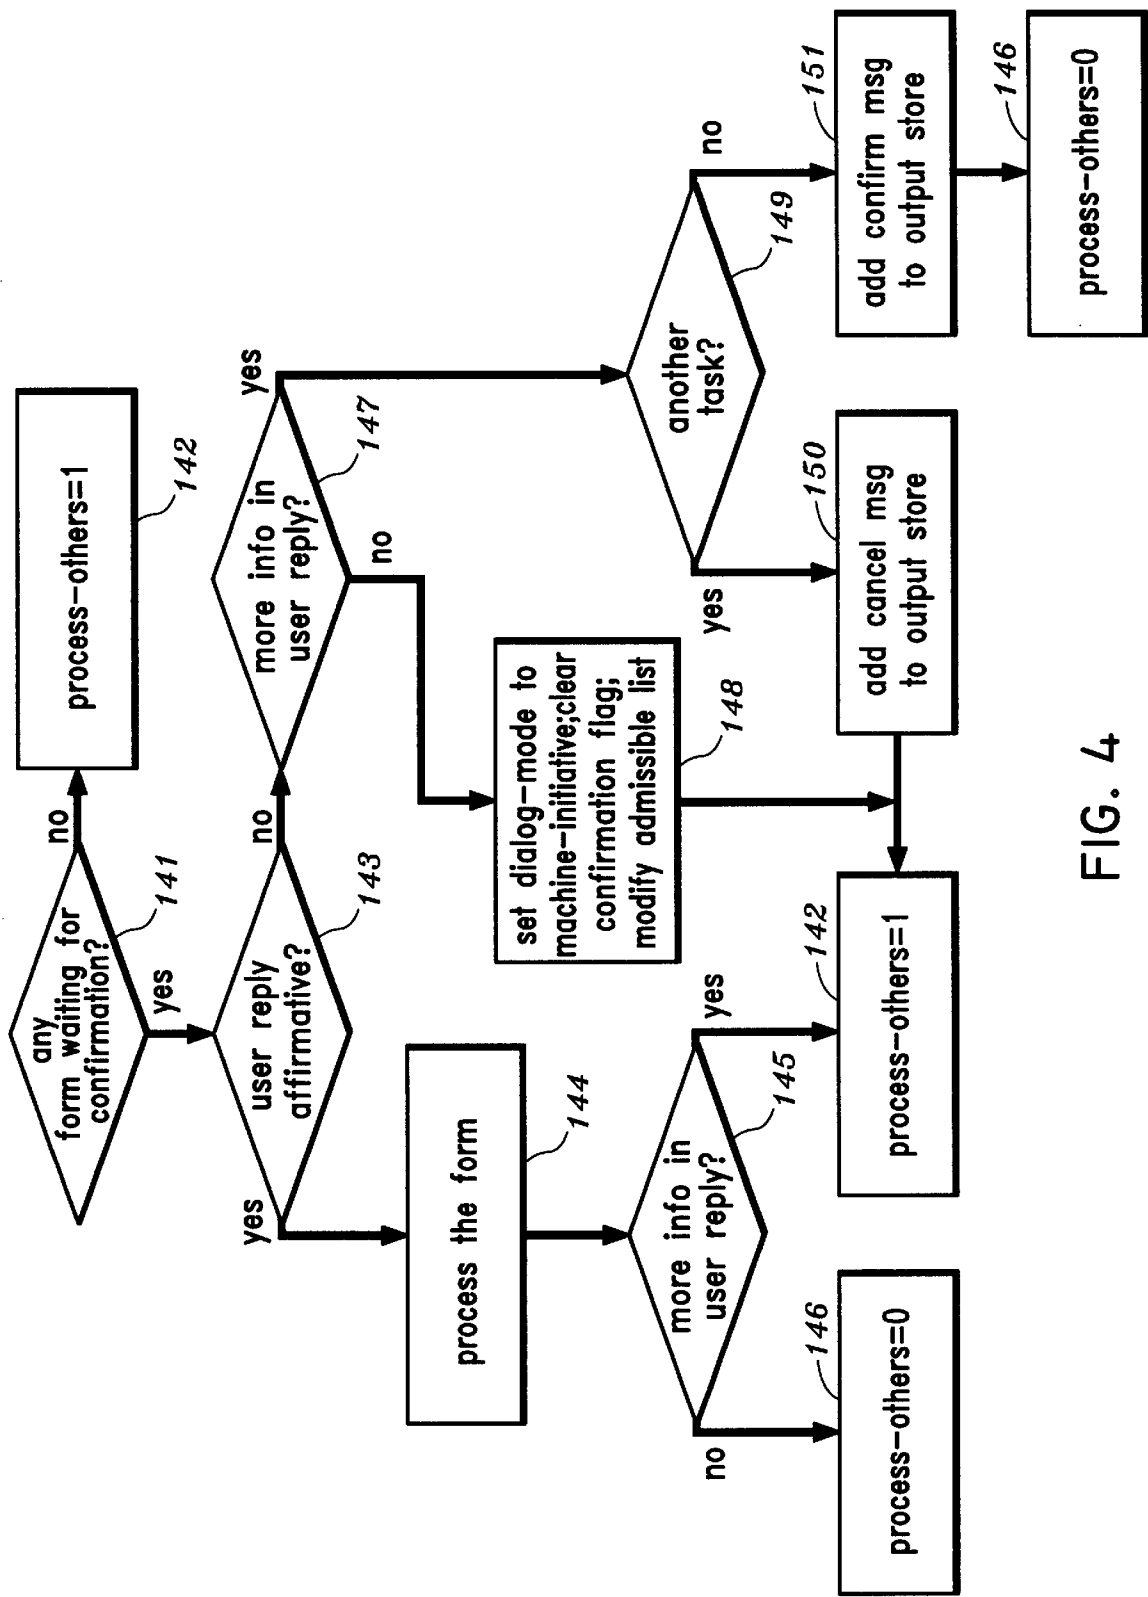 any
form waiting for
confirmation?
141
no
process-others=1
142
yes
user reply
affirmative?
143
no
more info in
user reply?
147
yes
yes
no
process the form
144
set dialog-mode to
machine-initiative;clear
confirmation flag;
modify admissible list
148
another
task?
149
more info in
user reply?
145
no
yes
yes
no
process-others=0
146
process-others=1
142
add cancel msg
to output store
150
add confirm msg
to output store
151
process-others=0
146
FIG. 4